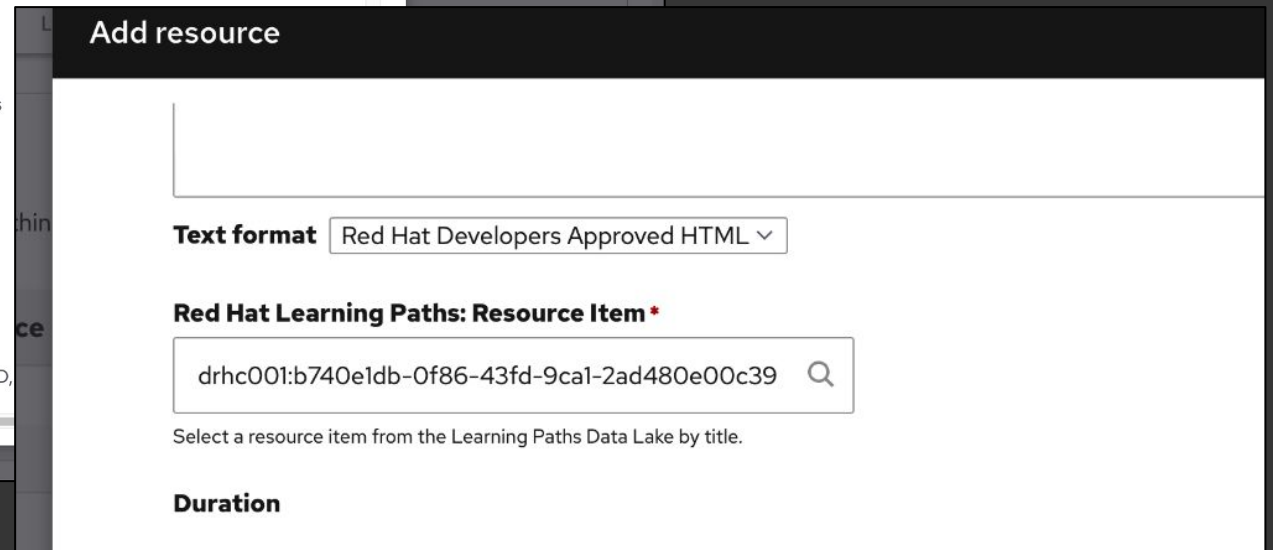 Add resource
Text format Red Hat Developers Approved HTML
Red Hat Learning Paths: Resource Item*
drhc001:b740e1db-0f86-43fd-9ca1-2ad480e00c39
Select a resource item from the Learning Paths Data Lake by title.
Duration